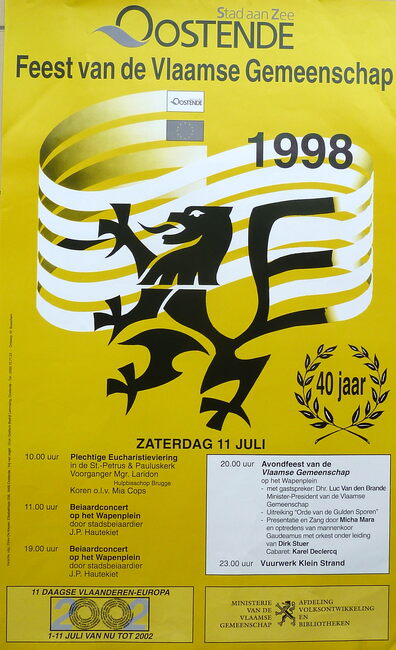 Stad aan Zee
OOSTENDE
Feest van de Vlaamse Gemeenschap
OOSTENDE
1998
40 jaar
ZATERDAG 11 JULI
10.00 uur Plechtige Eucharistieviering
in de St.-Petrus & Pauluskerk
Voorganger Mgr. Laridon
Hulpbisschop Brugge
Koren o.l.v. Mia Cops
11.00 uur Beiaardconcert
op het Wapenplein
door stadsbeiaardier
J.P. Hautekiet
19.00 uur Beiaardconcert
op het Wapenplein
door stadsbeiaardier
J.P. Hautekiet
20.00 uur Avondfeest van de
Vlaamse Gemeenschap
op het Wapenplein
- met gastspreker: Dhr. Luc Van den Brande
Minister-President van de Vlaamse
Gemeenschap
- Uitreiking "Orde van de Gulden Sporen"
- Presentatie en Zang door Micha Mara
en optredens van mannenkoor
Gaudeamus met orkest onder leiding
van Dirk Stuer
Cabaret: Karel Declercq
23.00 uur Vuurwerk Klein Strand
11 DAAGSE VLAANDEREN-EUROPA
2002
1-11 JULI VAN NU TOT 2002
MINISTERIE
VAN DE
VLAAMSE
GEMEENSCHAP
AFDELING
VOLKSONTWIKKELING
EN
BIBLIOTHEKEN